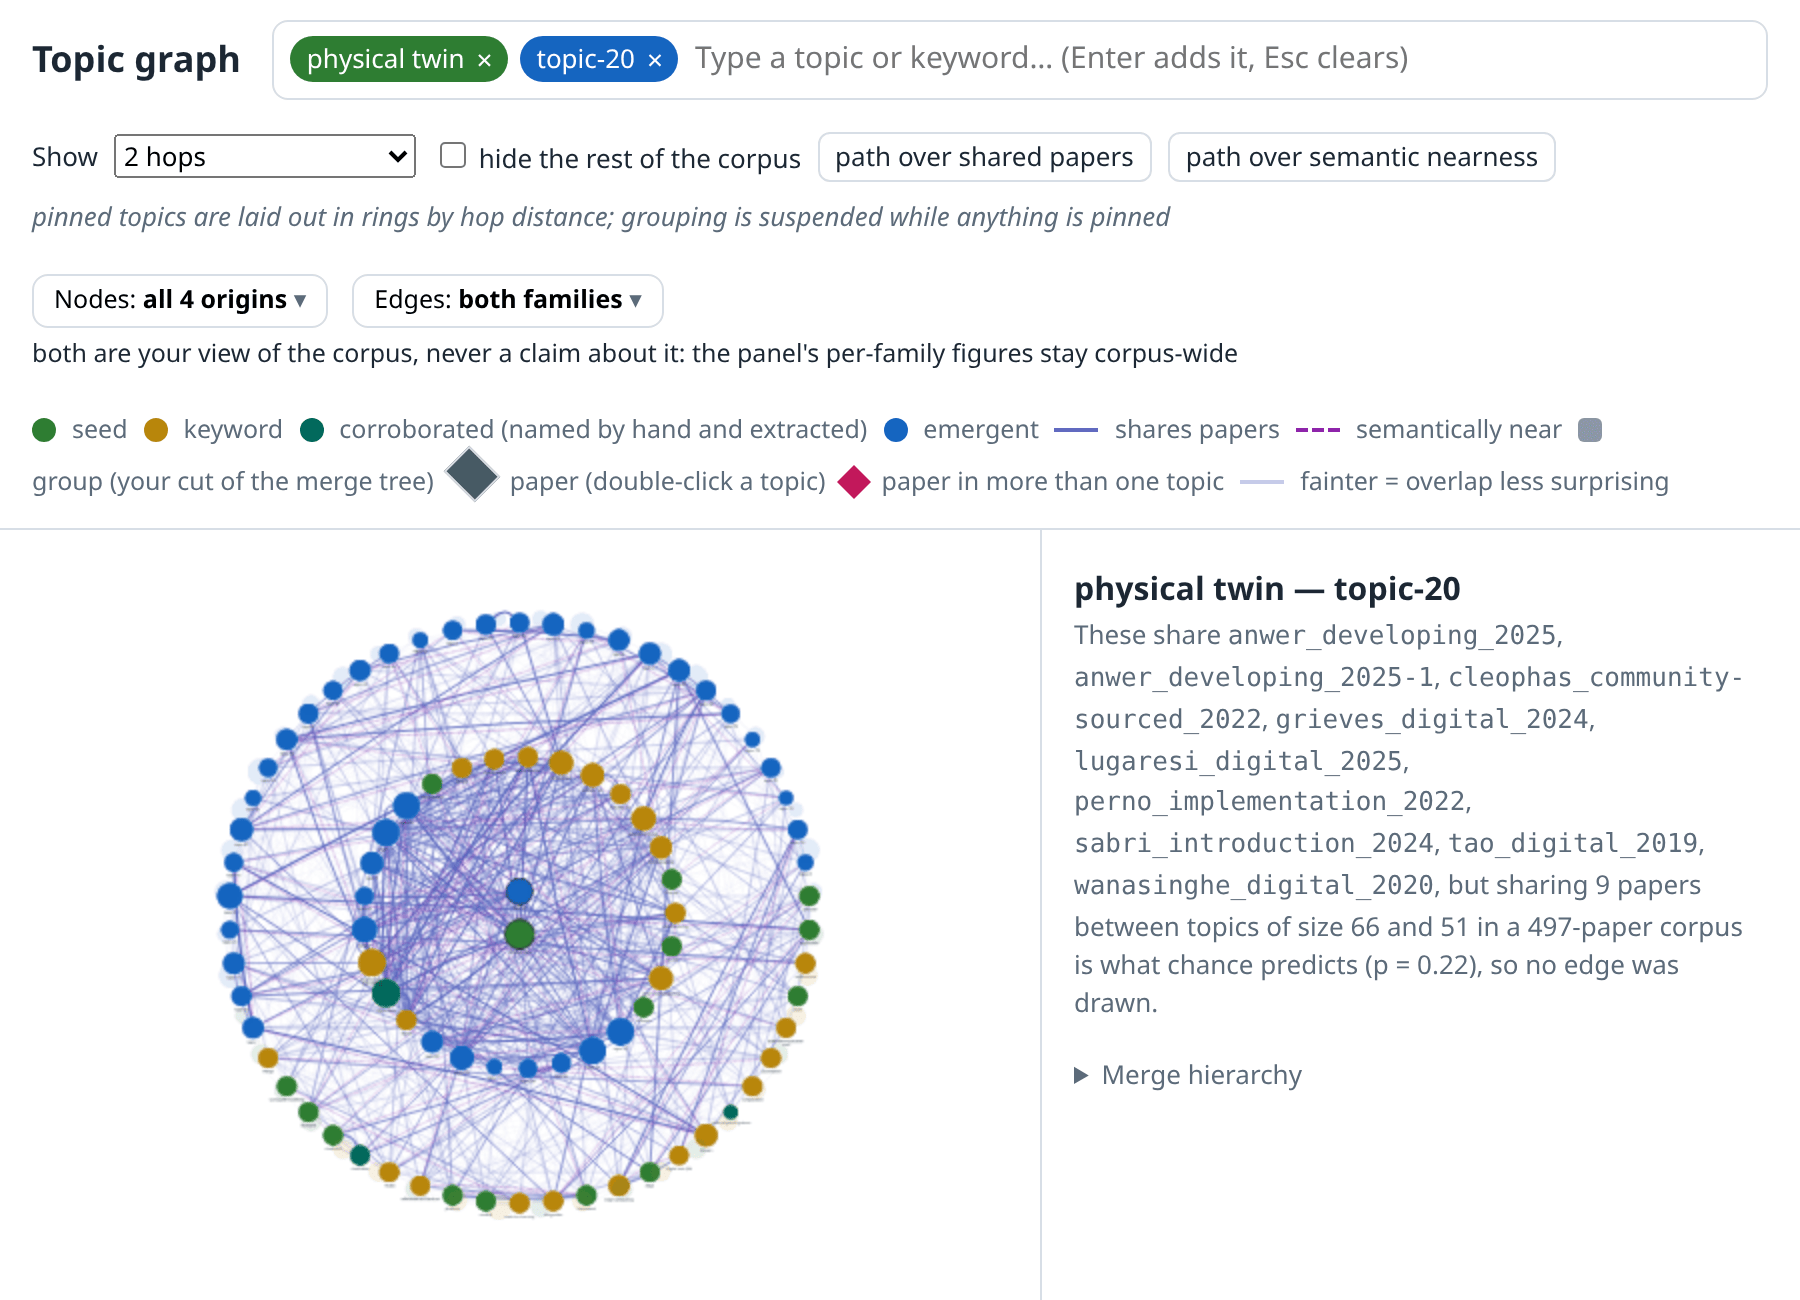 Topic graph
physical twin ×
topic-20 ×
Type a topic or keyword... (Enter adds it, Esc clears)
Show
2 hops
hide the rest of the corpus
path over shared papers
path over semantic nearness
pinned topics are laid out in rings by hop distance; grouping is suspended while anything is pinned
Nodes: all 4 origins ▾
Edges: both families ▾
both are your view of the corpus, never a claim about it: the panel's per-family figures stay corpus-wide
seed
keyword
corroborated (named by hand and extracted)
emergent
shares papers
semantically near
group (your cut of the merge tree)
paper (double-click a topic)
paper in more than one topic
fainter = overlap less surprising
physical twin — topic-20
These share anwer_developing_2025,
anwer_developing_2025-1, cleophas_community-
sourced_2022, grieves_digital_2024,
lugaresi_digital_2025,
perno_implementation_2022,
sabri_introduction_2024, tao_digital_2019,
wanasinghe_digital_2020, but sharing 9 papers
between topics of size 66 and 51 in a 497-paper corpus
is what chance predicts (p = 0.22), so no edge was
drawn.
▶ Merge hierarchy